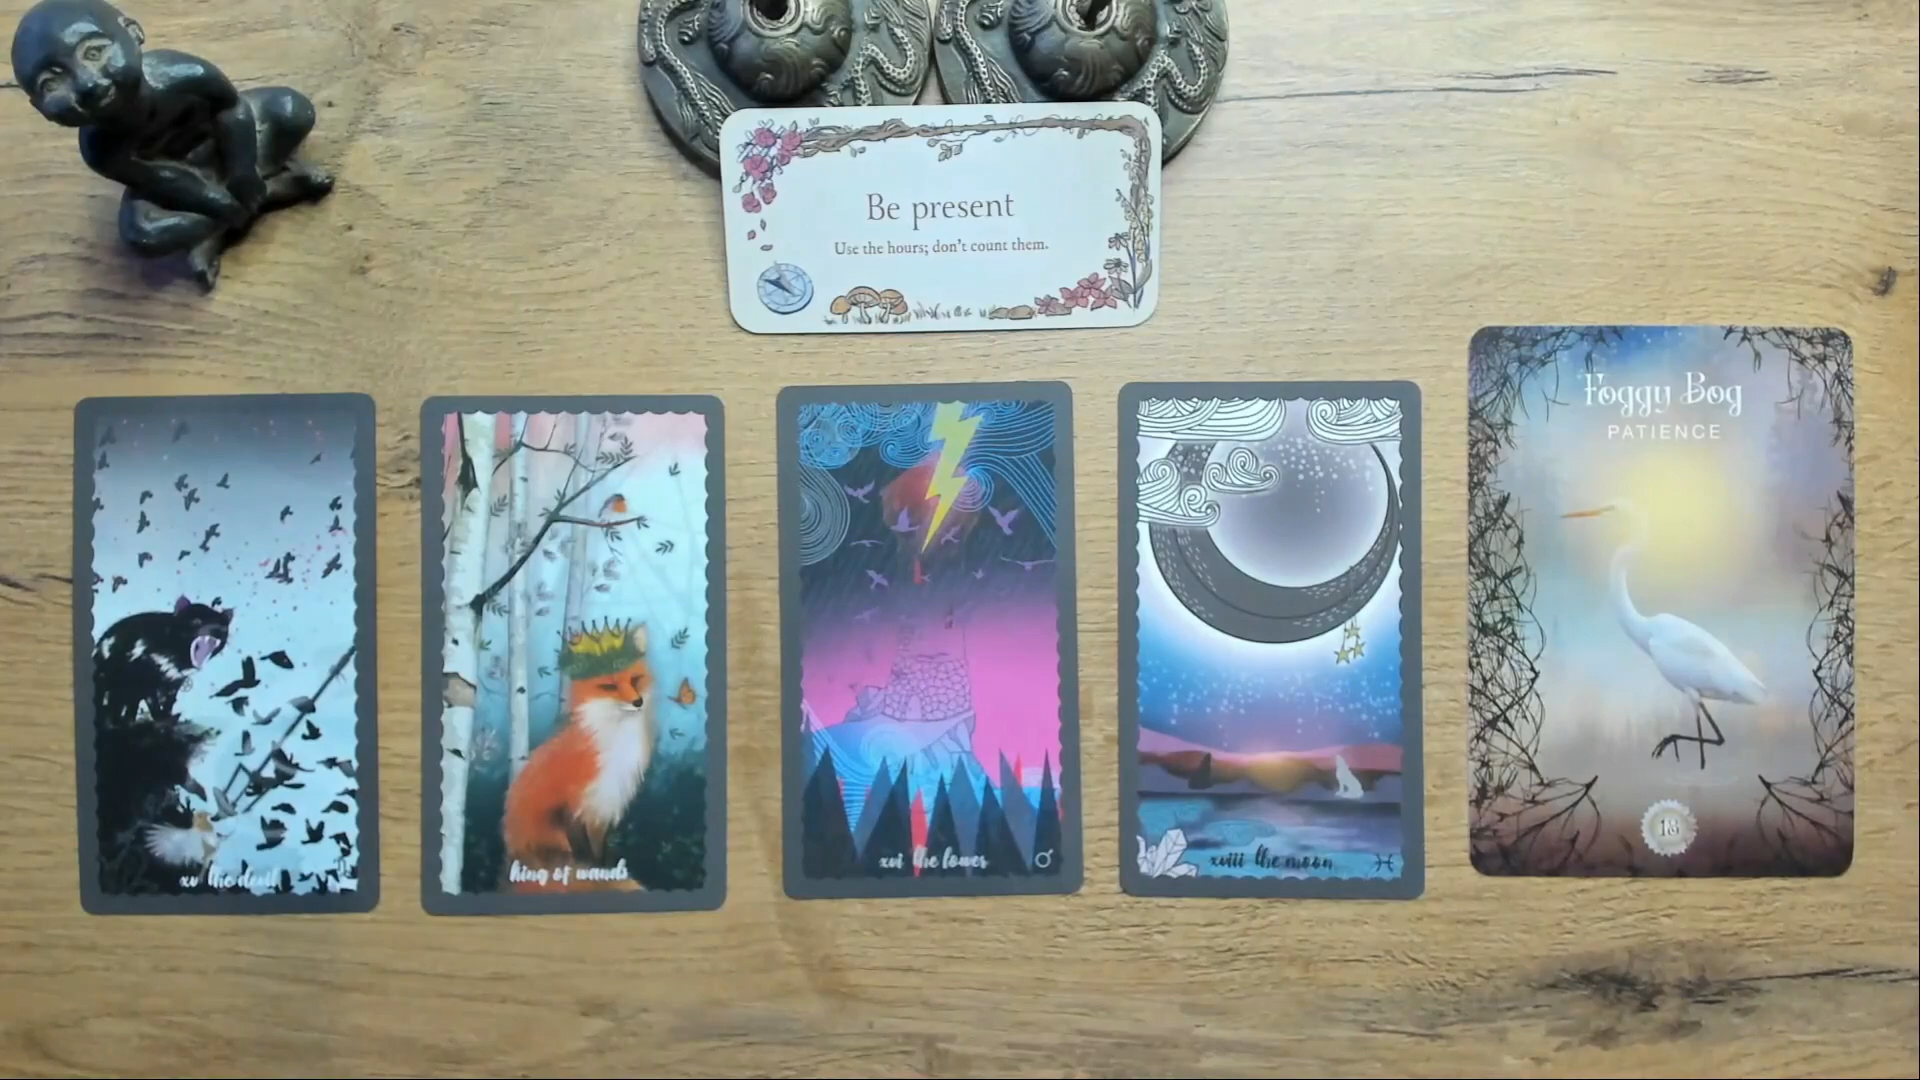 Be present
Use the hours; don't count them.
Foggy Bog
PATIENCE
18
xv the devil
king of wands
xvi the tower
xviii the moon